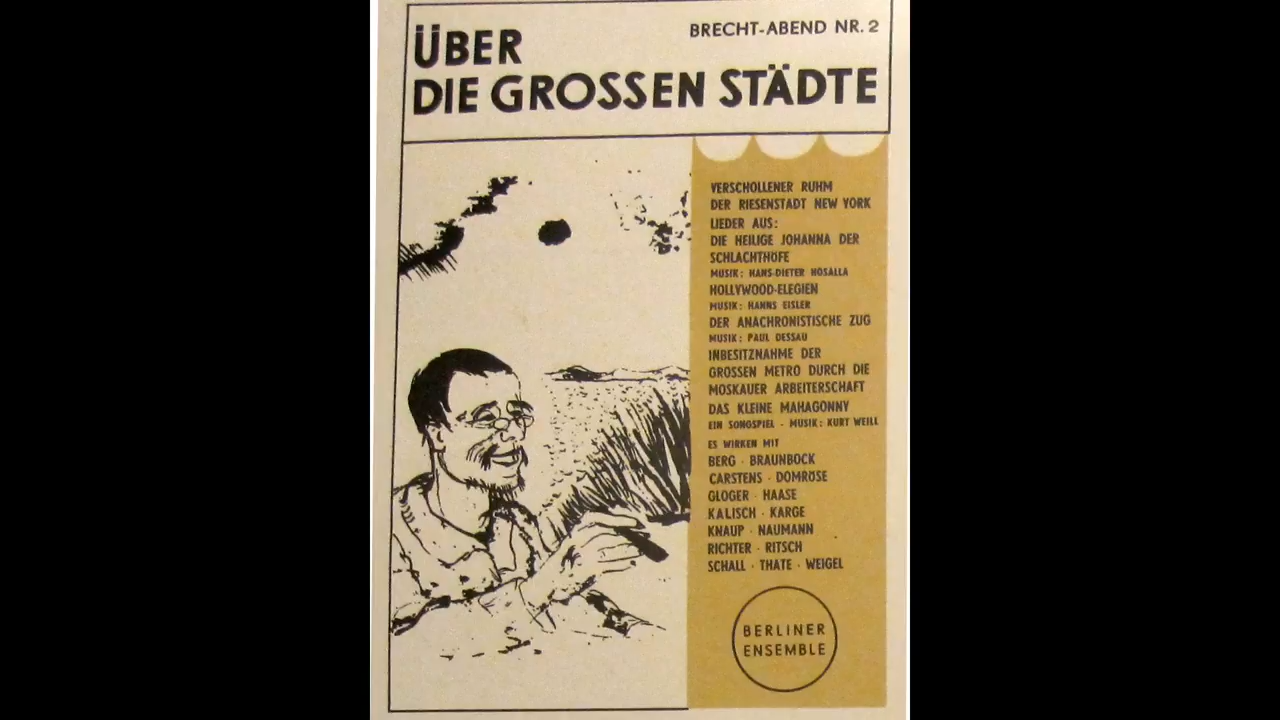 BRECHT-ABEND NR. 2
ÜBER
DIE GROSSEN STÄDTE
VERSCHOLLENER RUHM
DER RIESENSTADT NEW YORK
LIEDER AUS:
DIE HEILIGE JOHANNA DER
SCHLACHTHÖFE
MUSIK: HANS-DIETER HOSALLA
HOLLYWOOD-ELEGIEN
MUSIK: HANNS EISLER
DER ANACHRONISTISCHE ZUG
MUSIK: PAUL DESSAU
INBESITZNAHME DER
GROSSEN METRO DURCH DIE
MOSKAUER ARBEITERSCHAFT
DAS KLEINE MAHAGONNY
EIN SONGSPIEL · MUSIK: KURT WEILL
ES WIRKEN MIT
BERG · BRAUNBOCK
CARSTENS · DOMRÖSE
GLOGER · HAASE
KALISCH · KARGE
KNAUP · NAUMANN
RICHTER · RITSCH
SCHALL · THATE · WEIGEL
BERLINER
ENSEMBLE